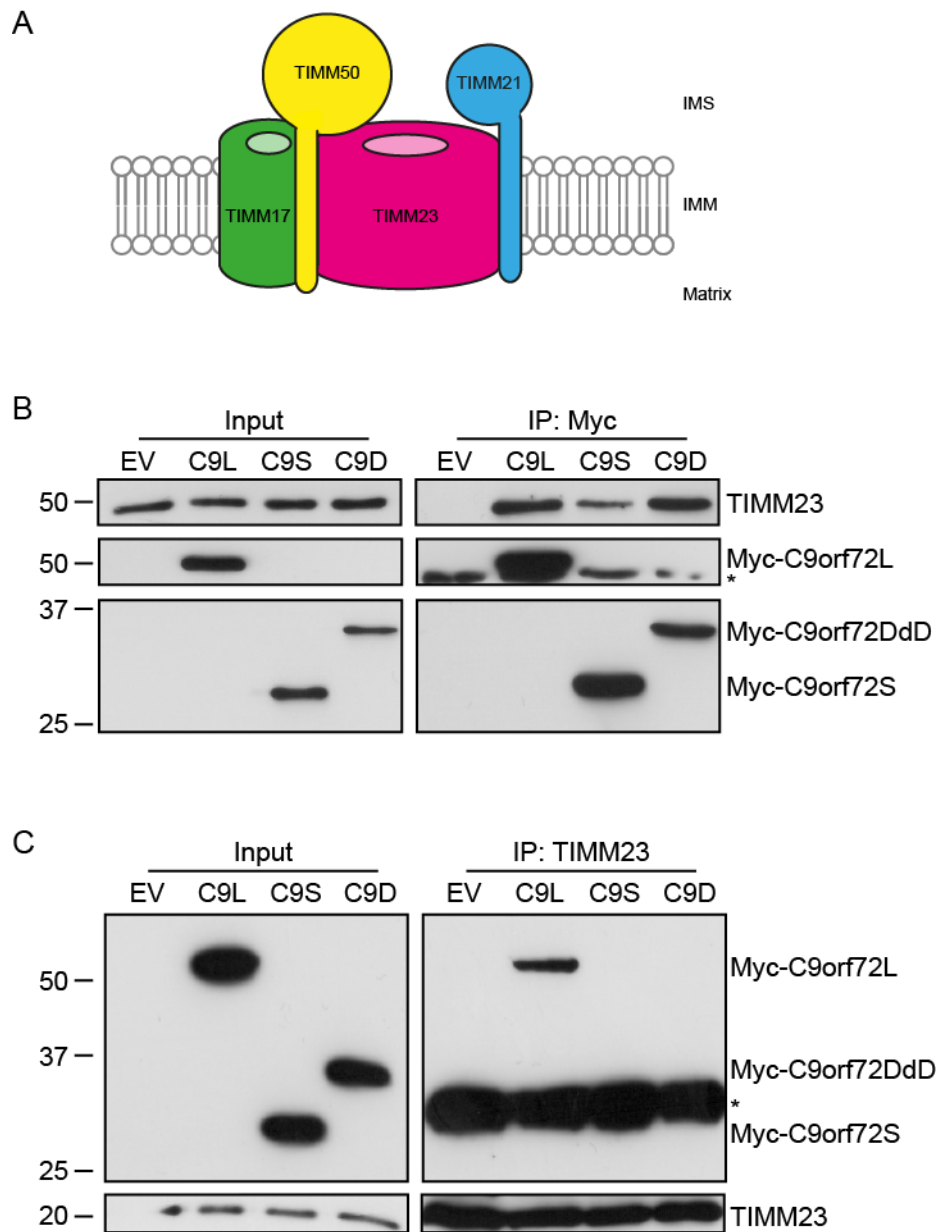 A
TIMM50
TIMM21
IMS
TIMM17
TIMM23
IMM
Matrix
B
Input
IP: Myc
EV C9L C9S C9D
EV C9L C9S C9D
50
TIMM23
50
Myc-C9orf72L
*
37
Myc-C9orf72DdD
Myc-C9orf72S
25
C
Input
IP: TIMM23
EV C9L C9S C9D
EV C9L C9S C9D
50
Myc-C9orf72L
37
Myc-C9orf72DdD
*
Myc-C9orf72S
25
20
TIMM23